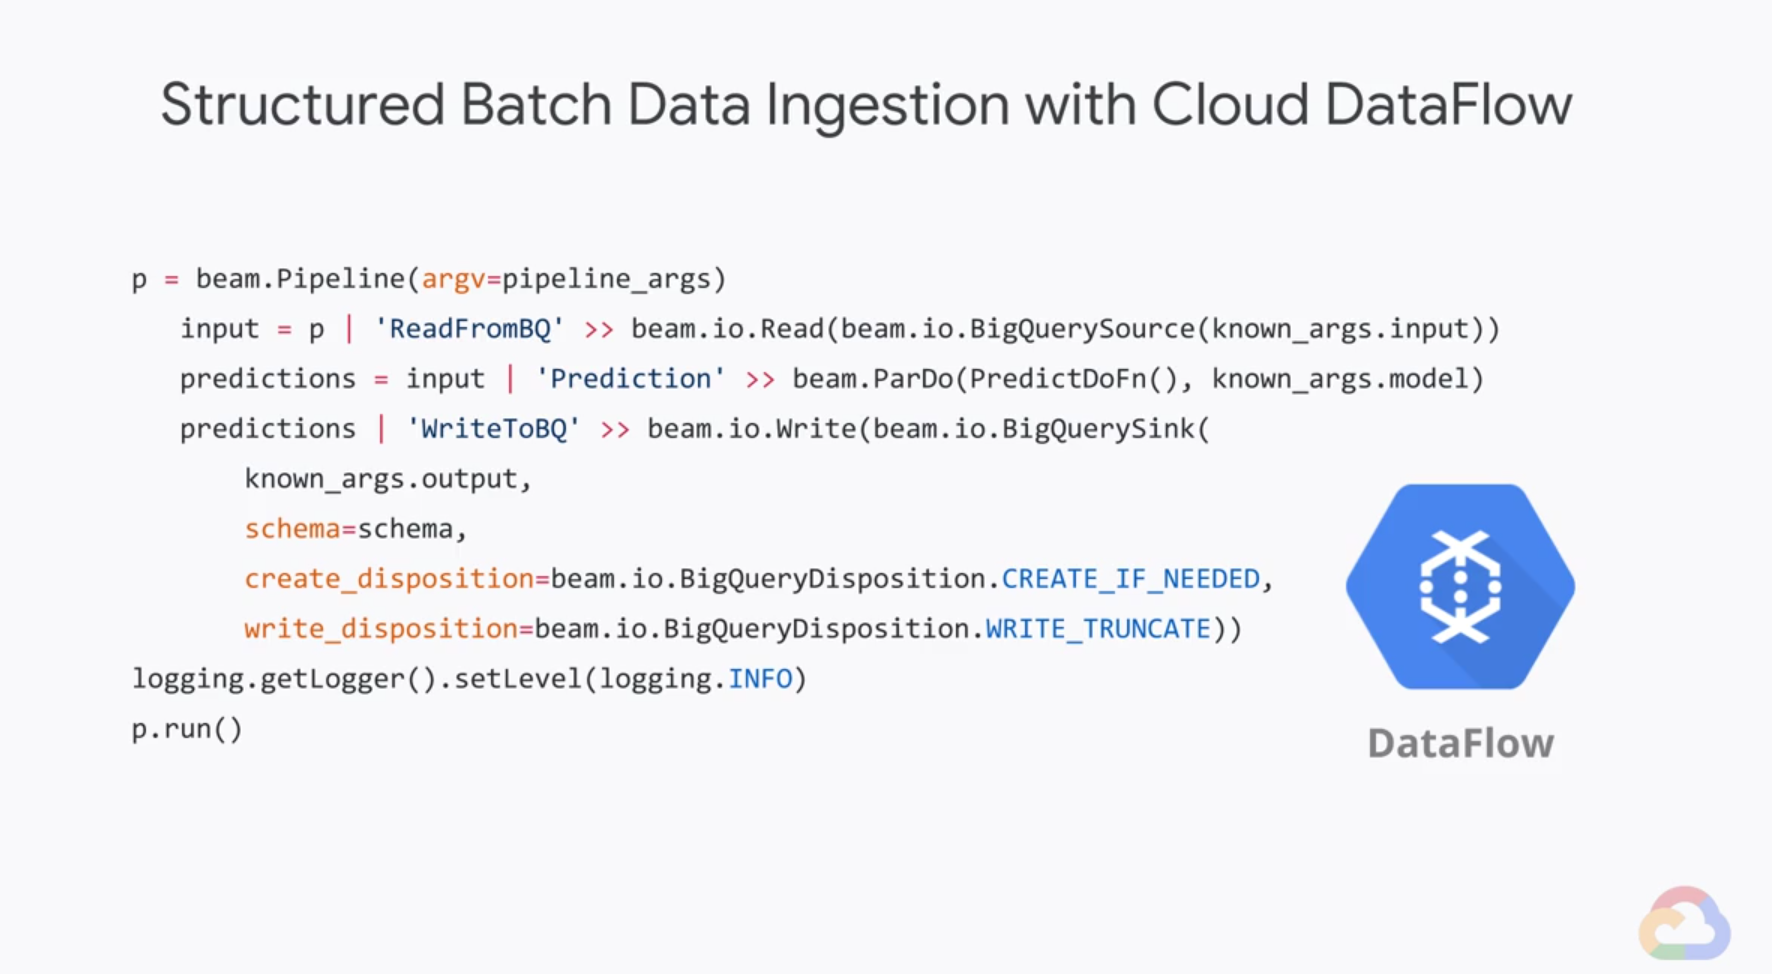 Structured Batch Data Ingestion with Cloud DataFlow
p = beam.Pipeline(argv=pipeline_args)
   input = p | 'ReadFromBQ' >> beam.io.Read(beam.io.BigQuerySource(known_args.input))
   predictions = input | 'Prediction' >> beam.ParDo(PredictDoFn(), known_args.model)
   predictions | 'WriteToBQ' >> beam.io.Write(beam.io.BigQuerySink(
       known_args.output,
       schema=schema,
       create_disposition=beam.io.BigQueryDisposition.CREATE_IF_NEEDED,
       write_disposition=beam.io.BigQueryDisposition.WRITE_TRUNCATE))
logging.getLogger().setLevel(logging.INFO)
p.run()
DataFlow